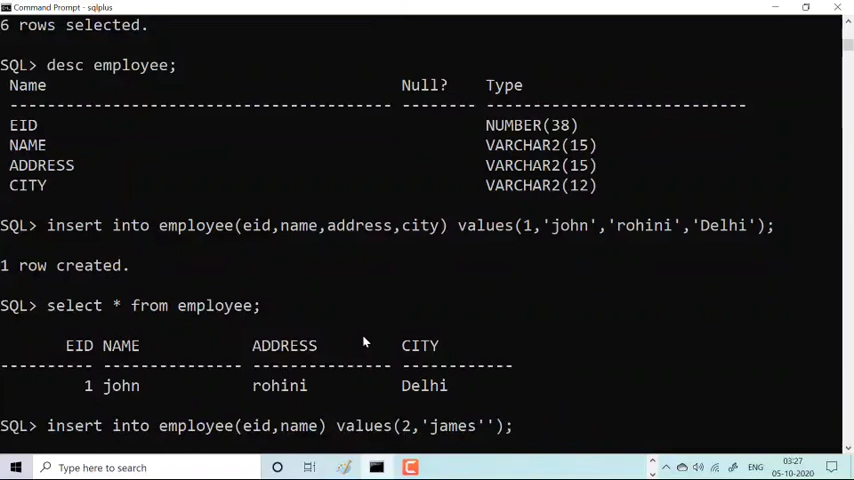 Command Prompt - sqlplus
6 rows selected.
SQL> desc employee;
Name Null? Type
----------------------------------------- -------- ----------------------------
EID NUMBER(38)
NAME VARCHAR2(15)
ADDRESS VARCHAR2(15)
CITY VARCHAR2(12)
SQL> insert into employee(eid,name,address,city) values(1,'john','rohini','Delhi');
1 row created.
SQL> select * from employee;
EID NAME ADDRESS CITY
---------- --------------- --------------- ------------
1 john rohini Delhi
SQL> insert into employee(eid,name) values(2,'james'');
Type here to search
ENG
03:27
05-10-2020